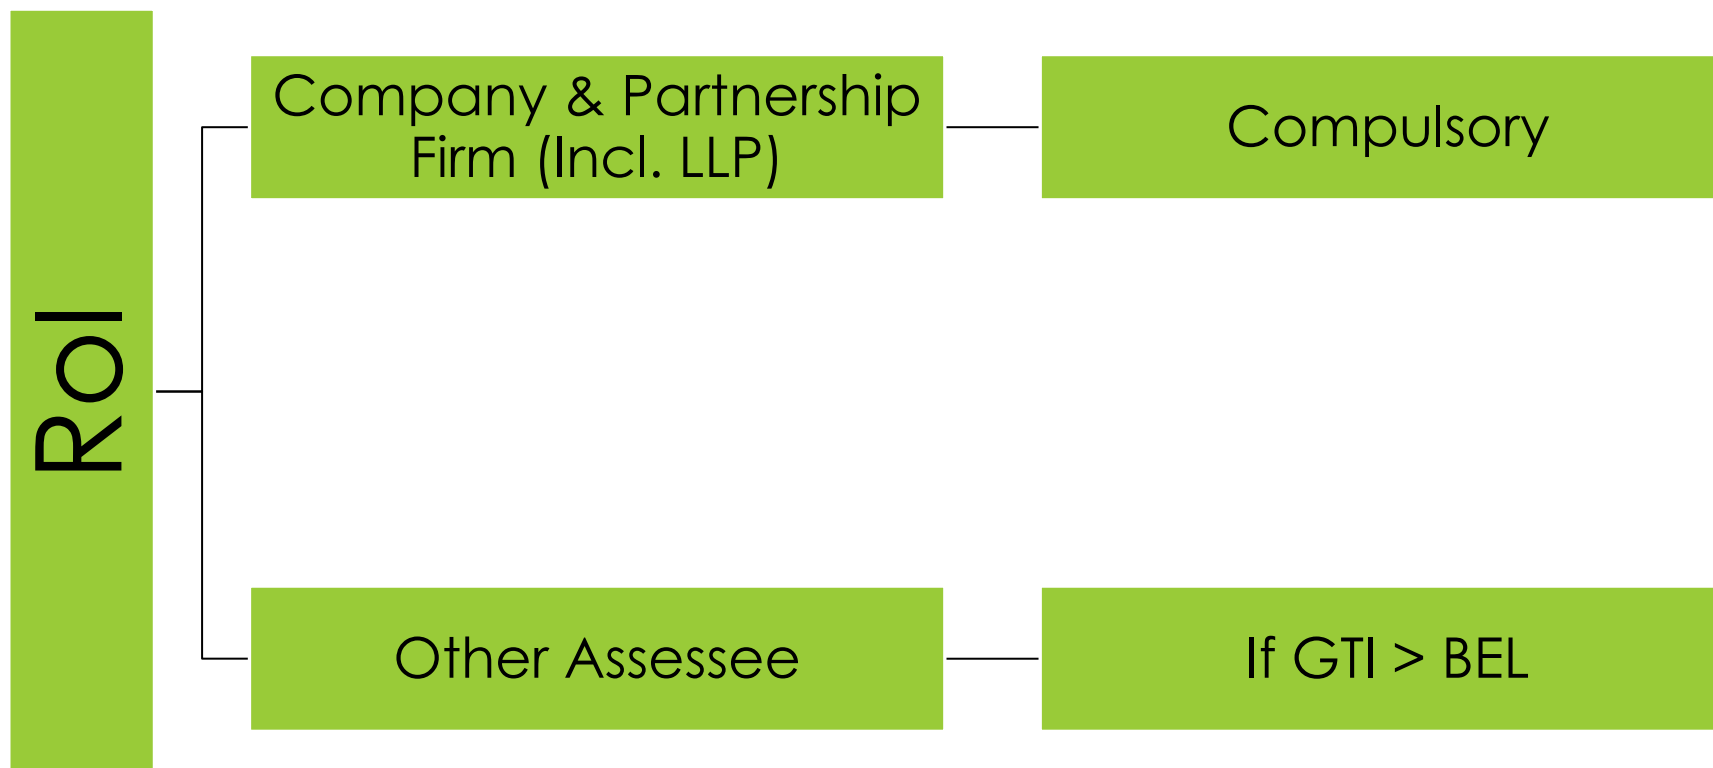 RoI
Company & Partnership
Firm (Incl. LLP)
Compulsory
Other Assessee
If GTI > BEL